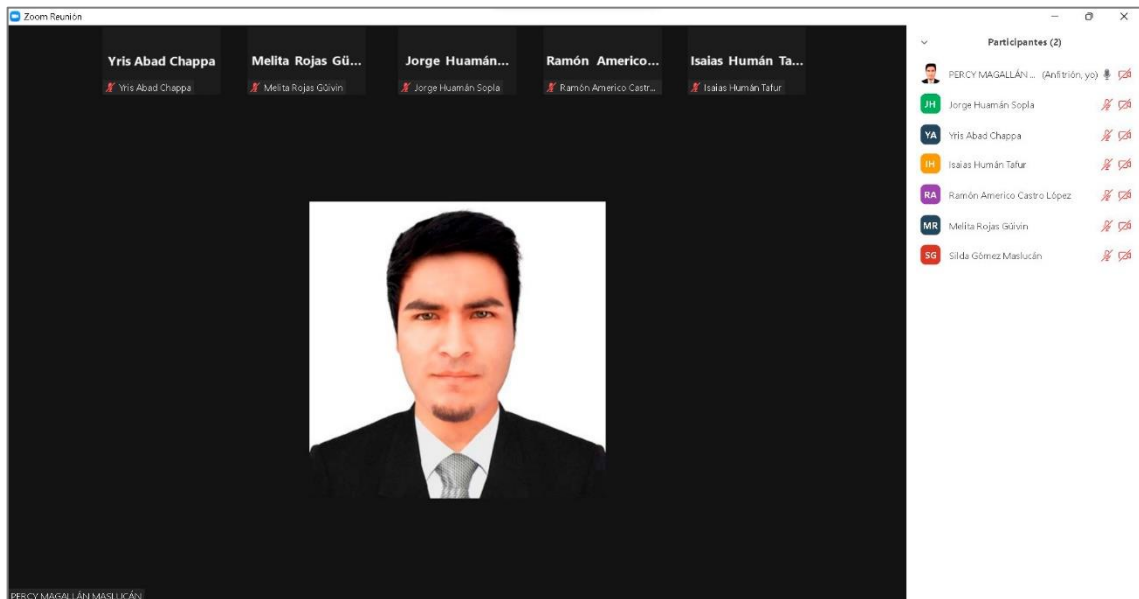 Zoom Reunión
Yris Abad Chappa
Melita Rojas Gü...
Jorge Huamán...
Ramón Americo...
Isaias Humán Ta...
Yris Abad Chappa
Melita Rojas Güivin
Jorge Huamán Sopla
Ramón Americo Castr...
Isaias Humán Tafur
PERCY MAGALLÁN MASLUCÁN
Participantes (2)
PERCY MAGALLÁN ... (Anfitrión, yo)
JH Jorge Huamán Sopla
YA Yris Abad Chappa
IH Isaias Humán Tafur
RA Ramón Americo Castro López
MR Melita Rojas Güivin
SG Silda Gómez Maslucán